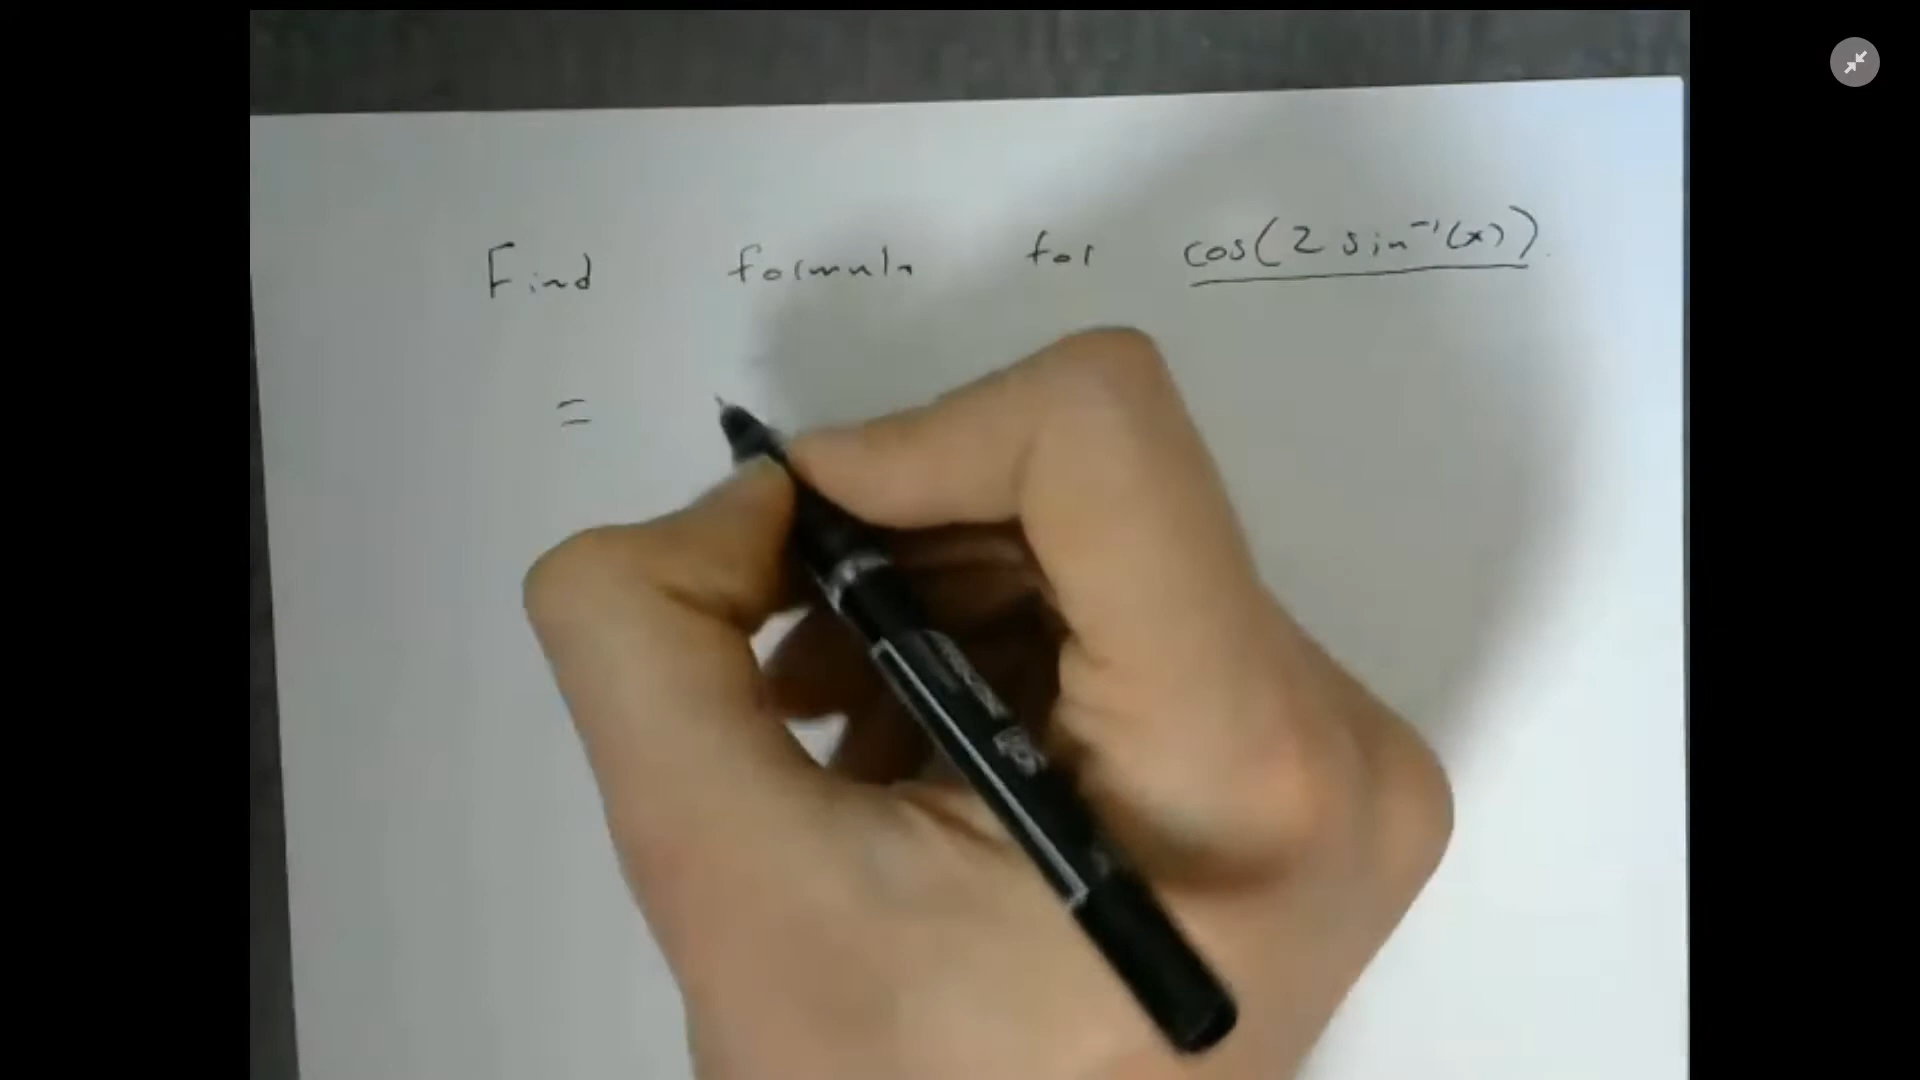 Find formula for cos(2 sin⁻¹(x)).
=